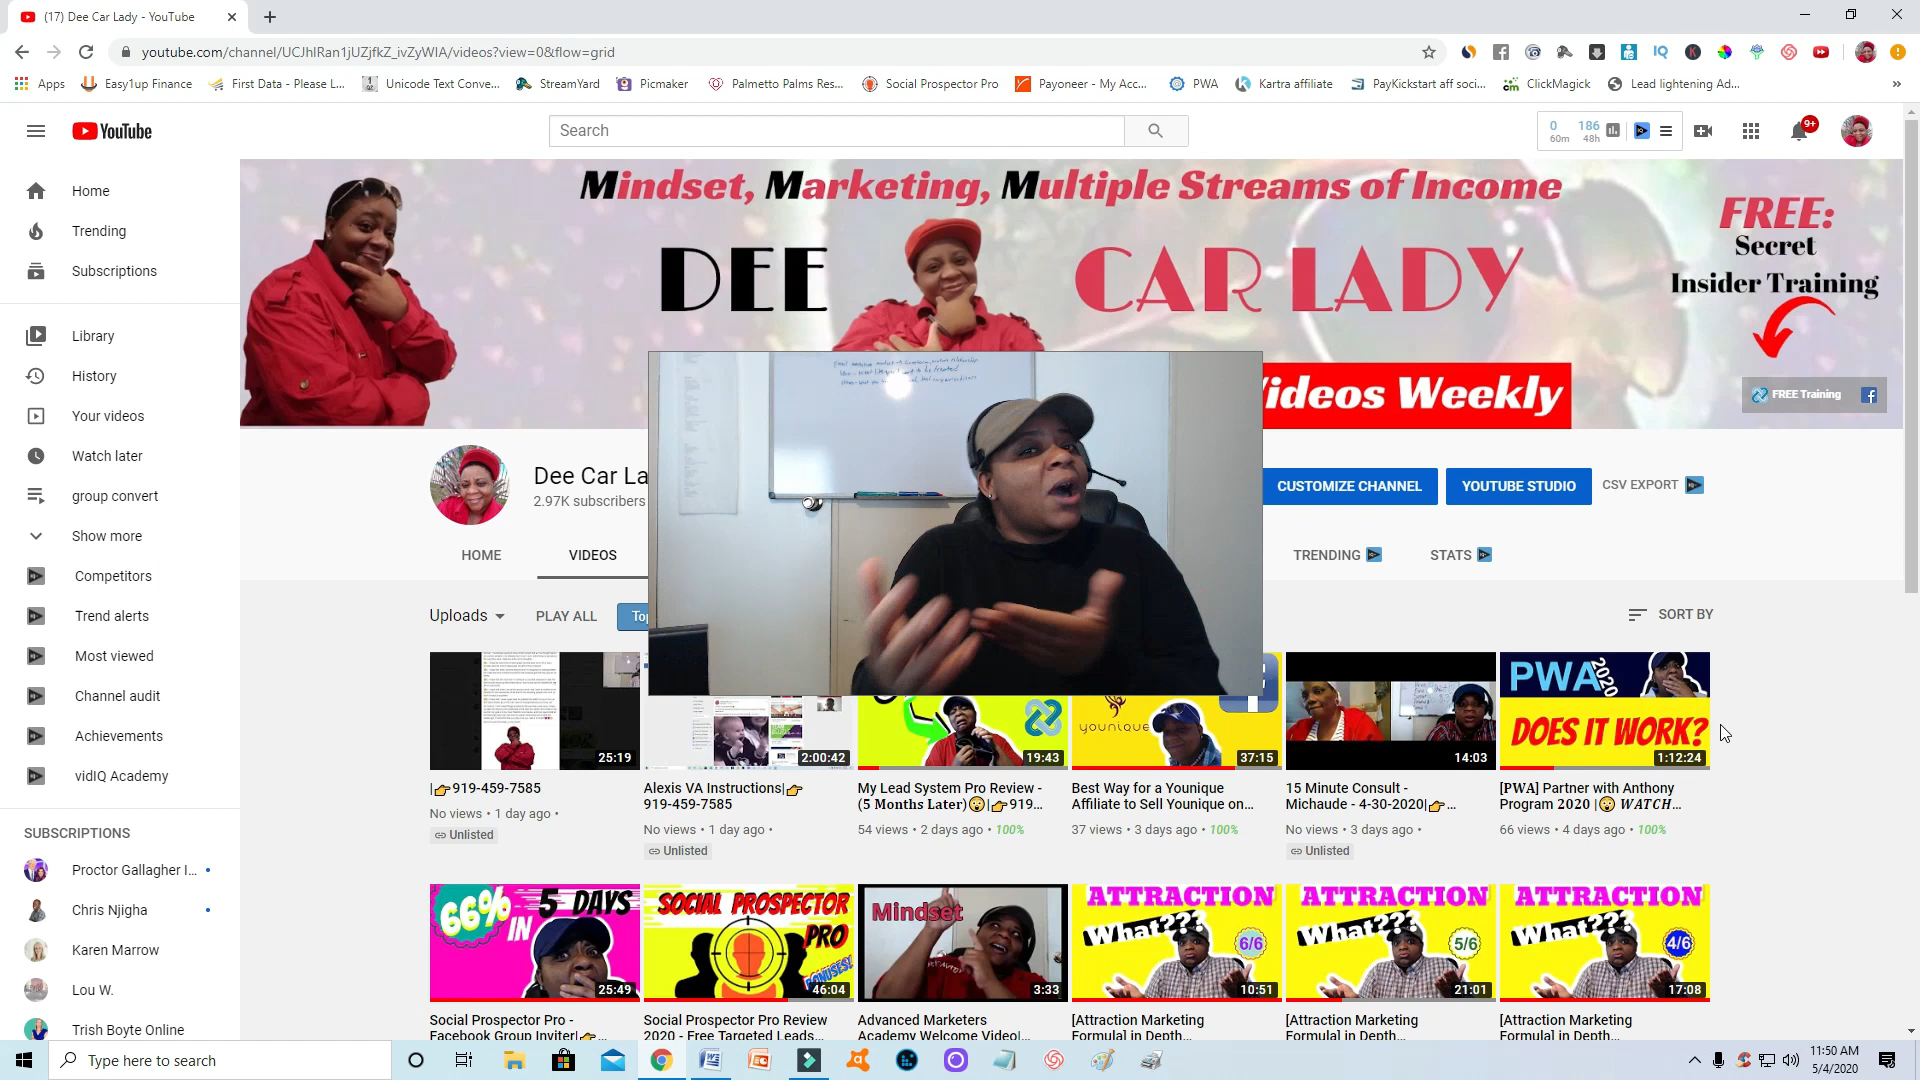 (17) Dee Car Lady - YouTube
youtube.com/channel/UCJhIRan1jUZjfkZ_ivZyWIA/videos?view=0&flow=grid
Apps Easy1up Finance First Data - Please L... Unicode Text Conve... StreamYard Picmaker Palmetto Palms Res... Social Prospector Pro Payoneer - My Acc... PWA Kartra affiliate PayKickstart aff soci... ClickMagick Lead lightening Ad... »
YouTube
Search
0 60m 186 48h
9+
Home
Trending
Subscriptions
Library
History
Your videos
Watch later
group convert
Show more
Competitors
Trend alerts
Most viewed
Channel audit
Achievements
vidIQ Academy
SUBSCRIPTIONS
Proctor Gallagher I...
Chris Njigha
Karen Marrow
Lou W.
Trish Boyte Online
Mindset, Marketing, Multiple Streams of Income
DEE CAR LADY
FREE:
Secret
Insider Training
Videos Weekly
FREE Training
Dee Car La
2.97K subscribers
CUSTOMIZE CHANNEL
YOUTUBE STUDIO
CSV EXPORT
HOME
VIDEOS
TRENDING
STATS
Uploads
PLAY ALL
Top
SORT BY
25:19
2:00:42
19:43
younique
37:15
14:03
PWA 2020
DOES IT WORK?
1:12:24
|👉919-459-7585
No views • 1 day ago •
Unlisted
Alexis VA Instructions|👉
919-459-7585
No views • 1 day ago •
Unlisted
My Lead System Pro Review -
(5 Months Later)😲|👉919...
54 views • 2 days ago • 100%
Best Way for a Younique
Affiliate to Sell Younique on...
37 views • 3 days ago • 100%
15 Minute Consult -
Michaude - 4-30-2020|👉...
No views • 3 days ago •
Unlisted
[PWA] Partner with Anthony
Program 2020 |😲 WATCH...
66 views • 4 days ago • 100%
66% IN 5 DAYS
25:49
SOCIAL PROSPECTOR
PRO
BONUSES!
46:04
Mindset
3:33
ATTRACTION
What???
6/6
10:51
ATTRACTION
What???
5/6
21:01
ATTRACTION
What???
4/6
17:08
Social Prospector Pro -
Facebook Group Inviter|👉
Social Prospector Pro Review
2020 - Free Targeted Leads
Advanced Marketers
Academy Welcome Video|
[Attraction Marketing
Formula] in Depth
[Attraction Marketing
Formula] in Depth
[Attraction Marketing
Formula] in Depth
Type here to search
11:50 AM
5/4/2020